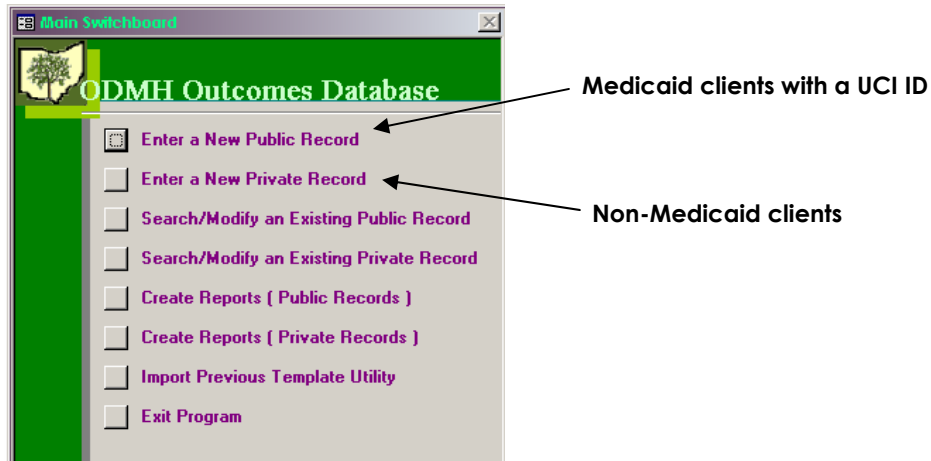 Main Switchboard
ODMH Outcomes Database
Medicaid clients with a UCI ID
Enter a New Public Record
Enter a New Private Record
Non-Medicaid clients
Search/Modify an Existing Public Record
Search/Modify an Existing Private Record
Create Reports ( Public Records )
Create Reports ( Private Records )
Import Previous Template Utility
Exit Program